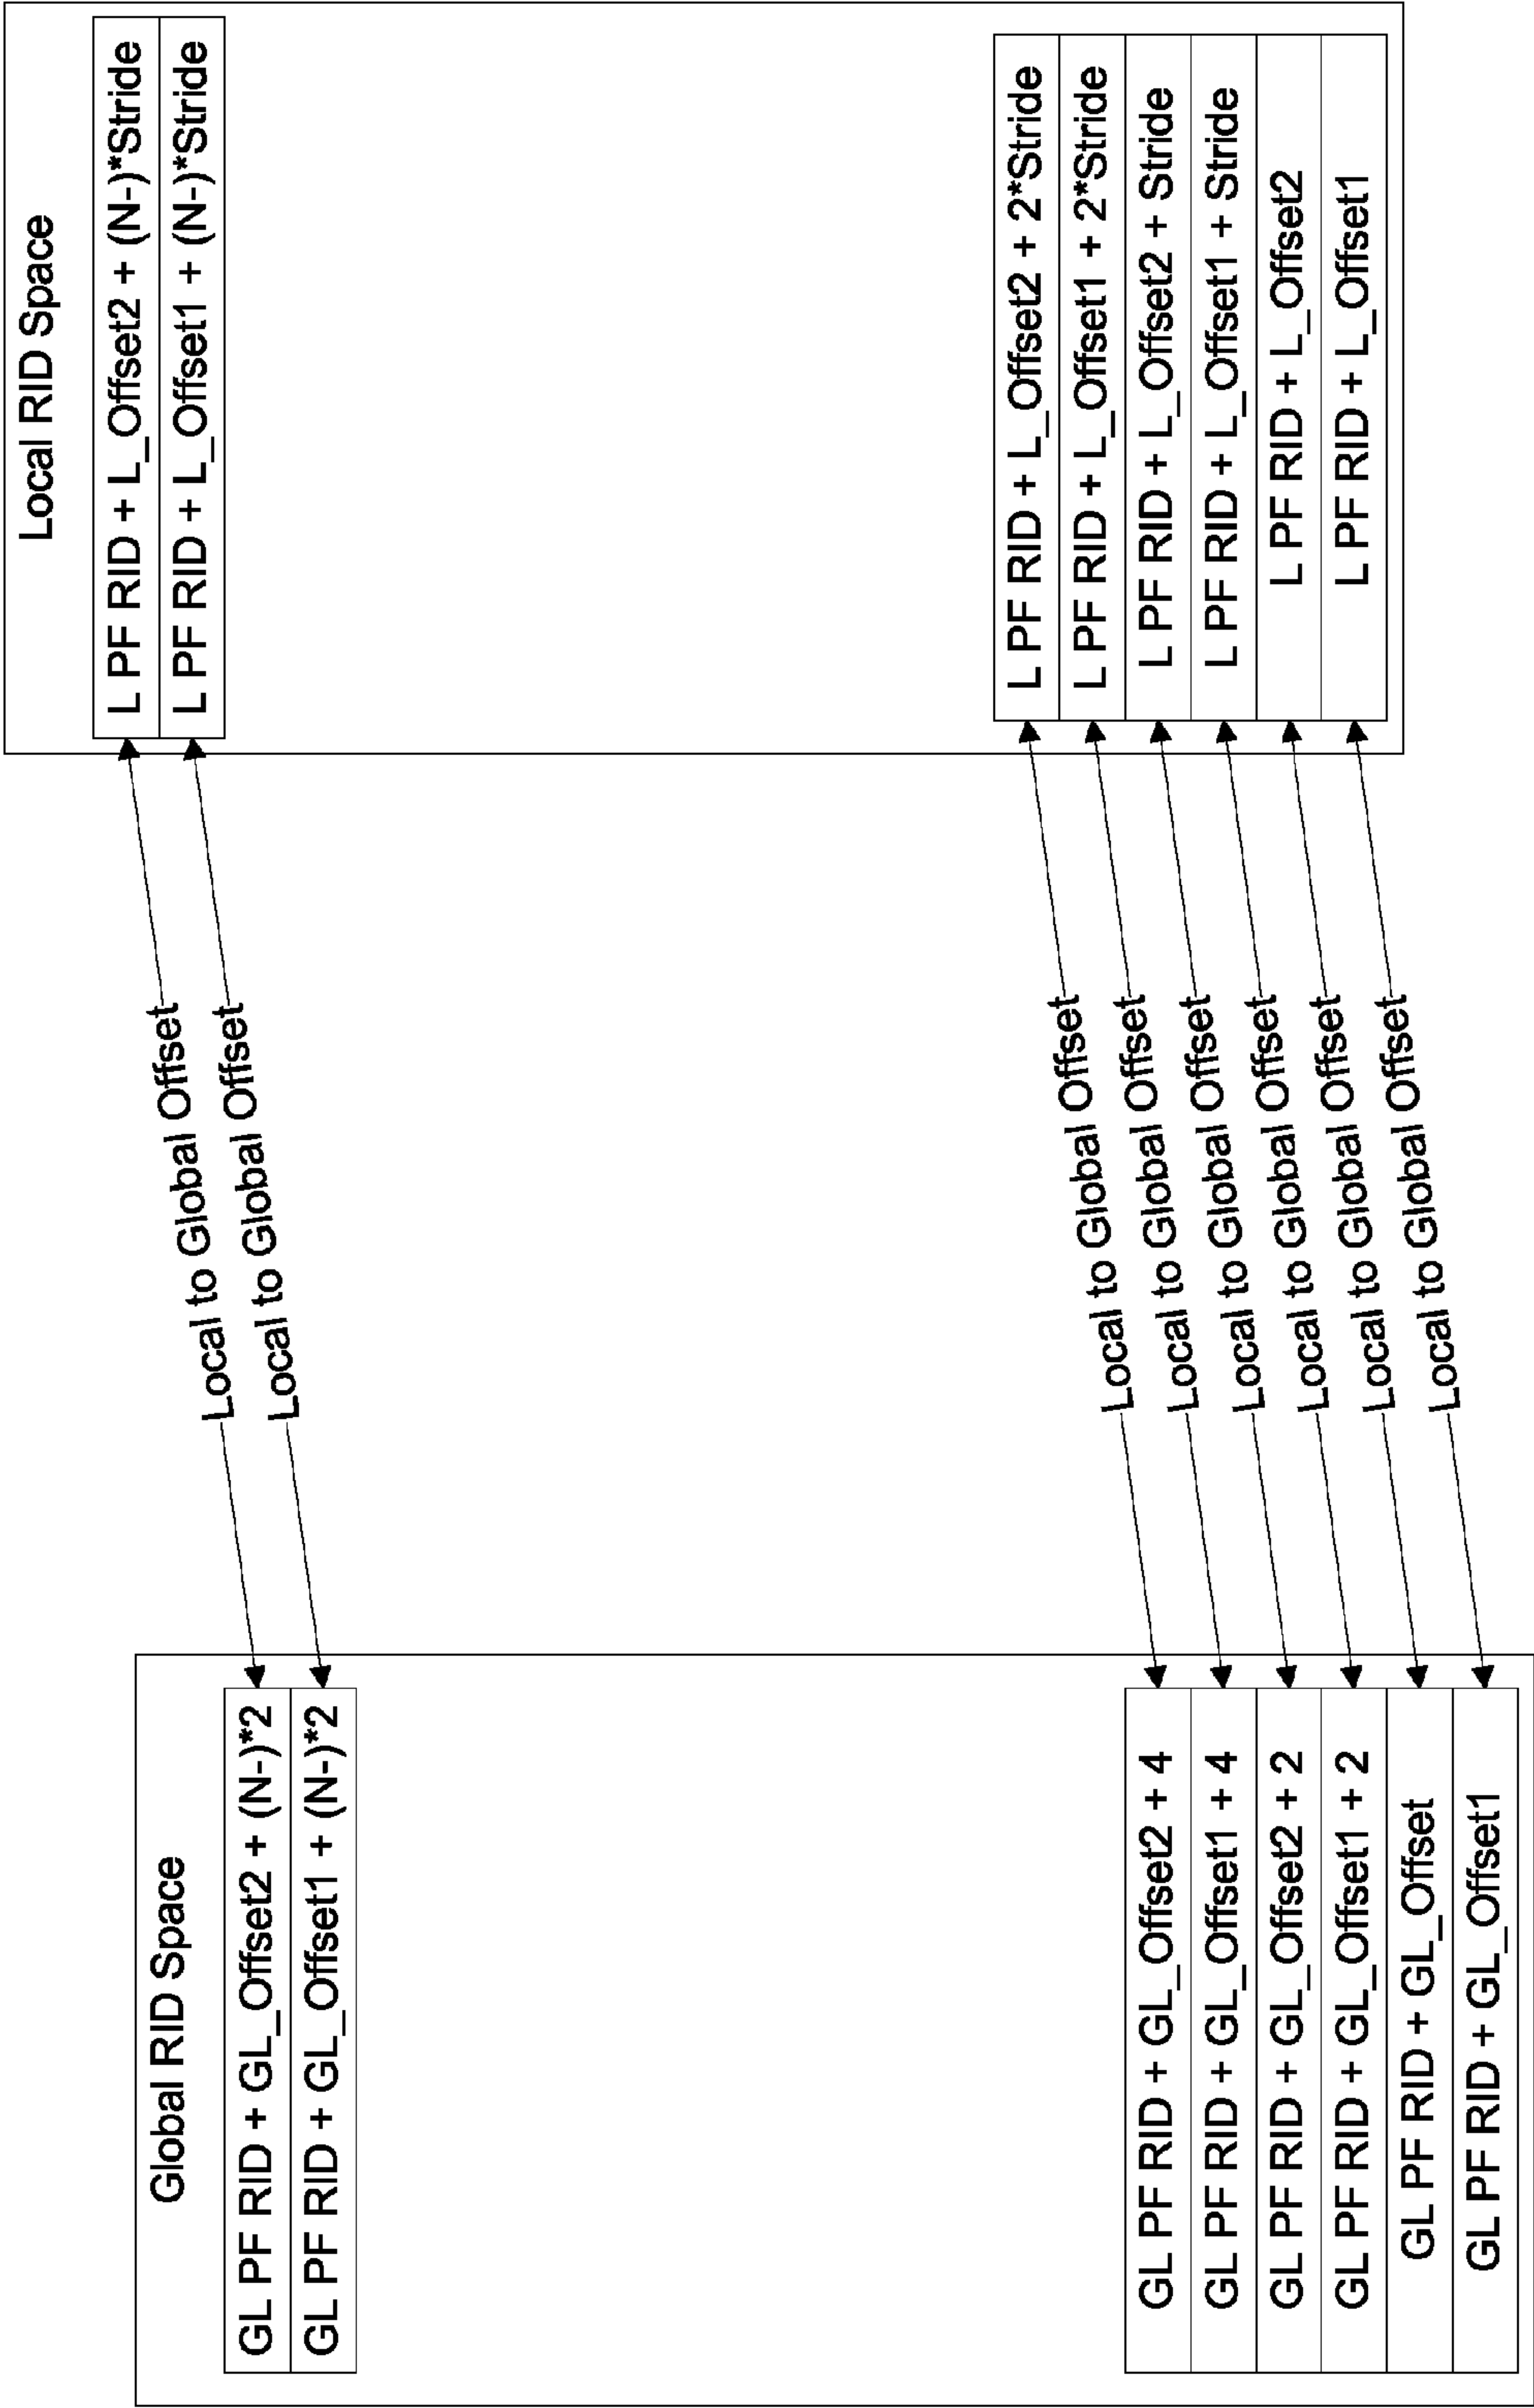 Global RID Space
GL PF RID + GL_Offset2 + (N-)*2
GL PF RID + GL_Offset1 + (N-)*2
GL PF RID + GL_Offset2 + 4
GL PF RID + GL_Offset1 + 4
GL PF RID + GL_Offset2 + 2
GL PF RID + GL_Offset1 + 2
GL PF RID + GL_Offset
GL PF RID + GL_Offset1
Local to Global Offset
Local to Global Offset
Local to Global Offset
Local to Global Offset
Local to Global Offset
Local to Global Offset
Local to Global Offset
Local to Global Offset
Local RID Space
L PF RID + L_Offset2 + (N-)*Stride
L PF RID + L_Offset1 + (N-)*Stride
L PF RID + L_Offset2 + 2*Stride
L PF RID + L_Offset1 + 2*Stride
L PF RID + L_Offset2 + Stride
L PF RID + L_Offset1 + Stride
L PF RID + L_Offset2
L PF RID + L_Offset1